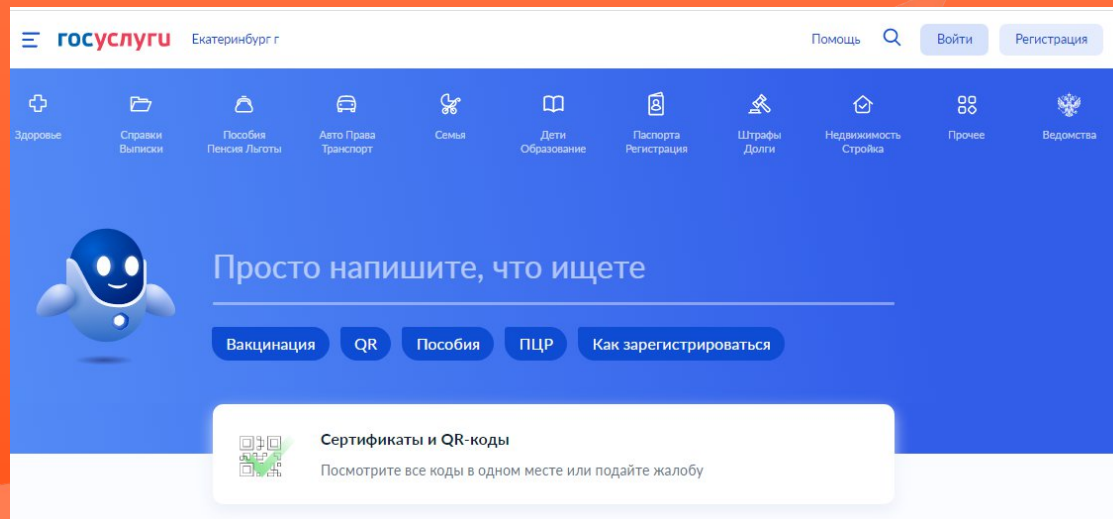 госуслуги Екатеринбург г Помощь Войти Регистрация
Здоровье
Справки
Выписки
Пособия
Пенсия Льготы
Авто Права
Транспорт
Семья
Дети
Образование
Паспорта
Регистрация
Штрафы
Долги
Недвижимость
Стройка
Прочее
Ведомства
Просто напишите, что ищете
Вакцинация QR Пособия ПЦР Как зарегистрироваться
Сертификаты и QR-коды
Посмотрите все коды в одном месте или подайте жалобу